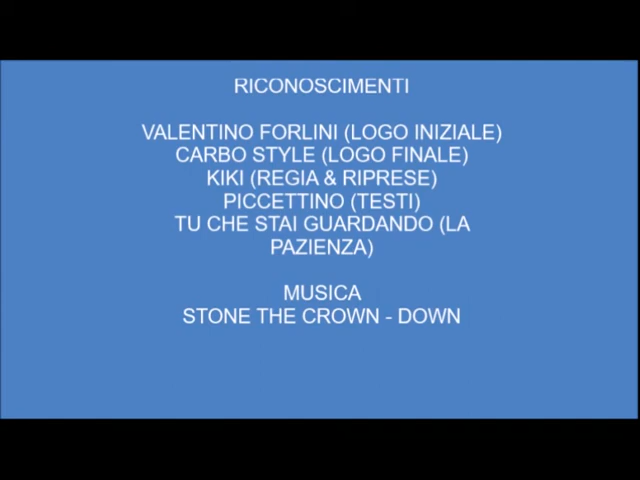 RICONOSCIMENTI
VALENTINO FORLINI (LOGO INIZIALE)
CARBO STYLE (LOGO FINALE)
KIKI (REGIA & RIPRESE)
PICCETTINO (TESTI)
TU CHE STAI GUARDANDO (LA
PAZIENZA)
MUSICA
STONE THE CROWN - DOWN